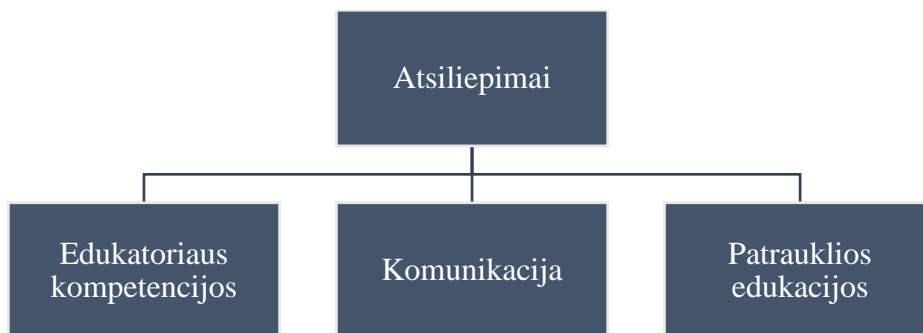 Atsiliepimai
Edukatoriaus
kompetencijos
Komunikacija
Patrauklios
edukacijos